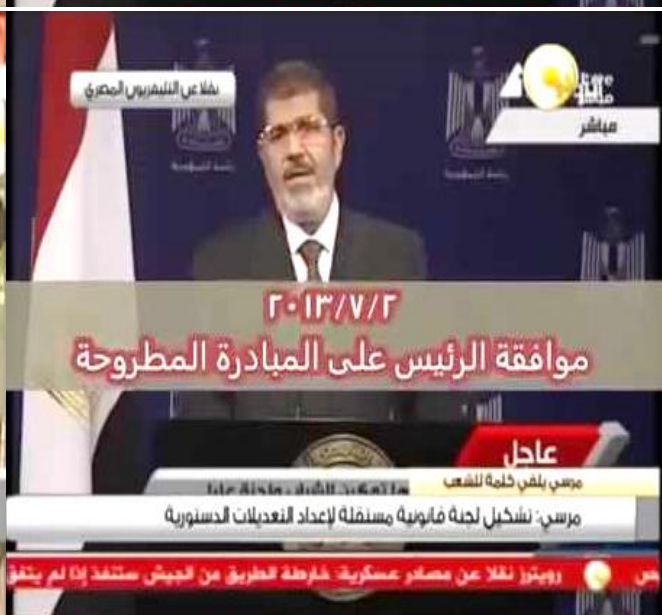 نقلا عن التليفزيون المصري
مباشر
٢٠١٣/٧/٢
موافقة الرئيس على المبادرة المطروحة
عاجل
مرسي يلقي كلمة للشعب
مرسي: تشكيل لجنة قانونية مستقلة لإعداد التعديلات الدستورية
رويترز نقلا عن مصادر عسكرية: خارطة الطريق من الجيش ستنفذ إذا لم يتفق